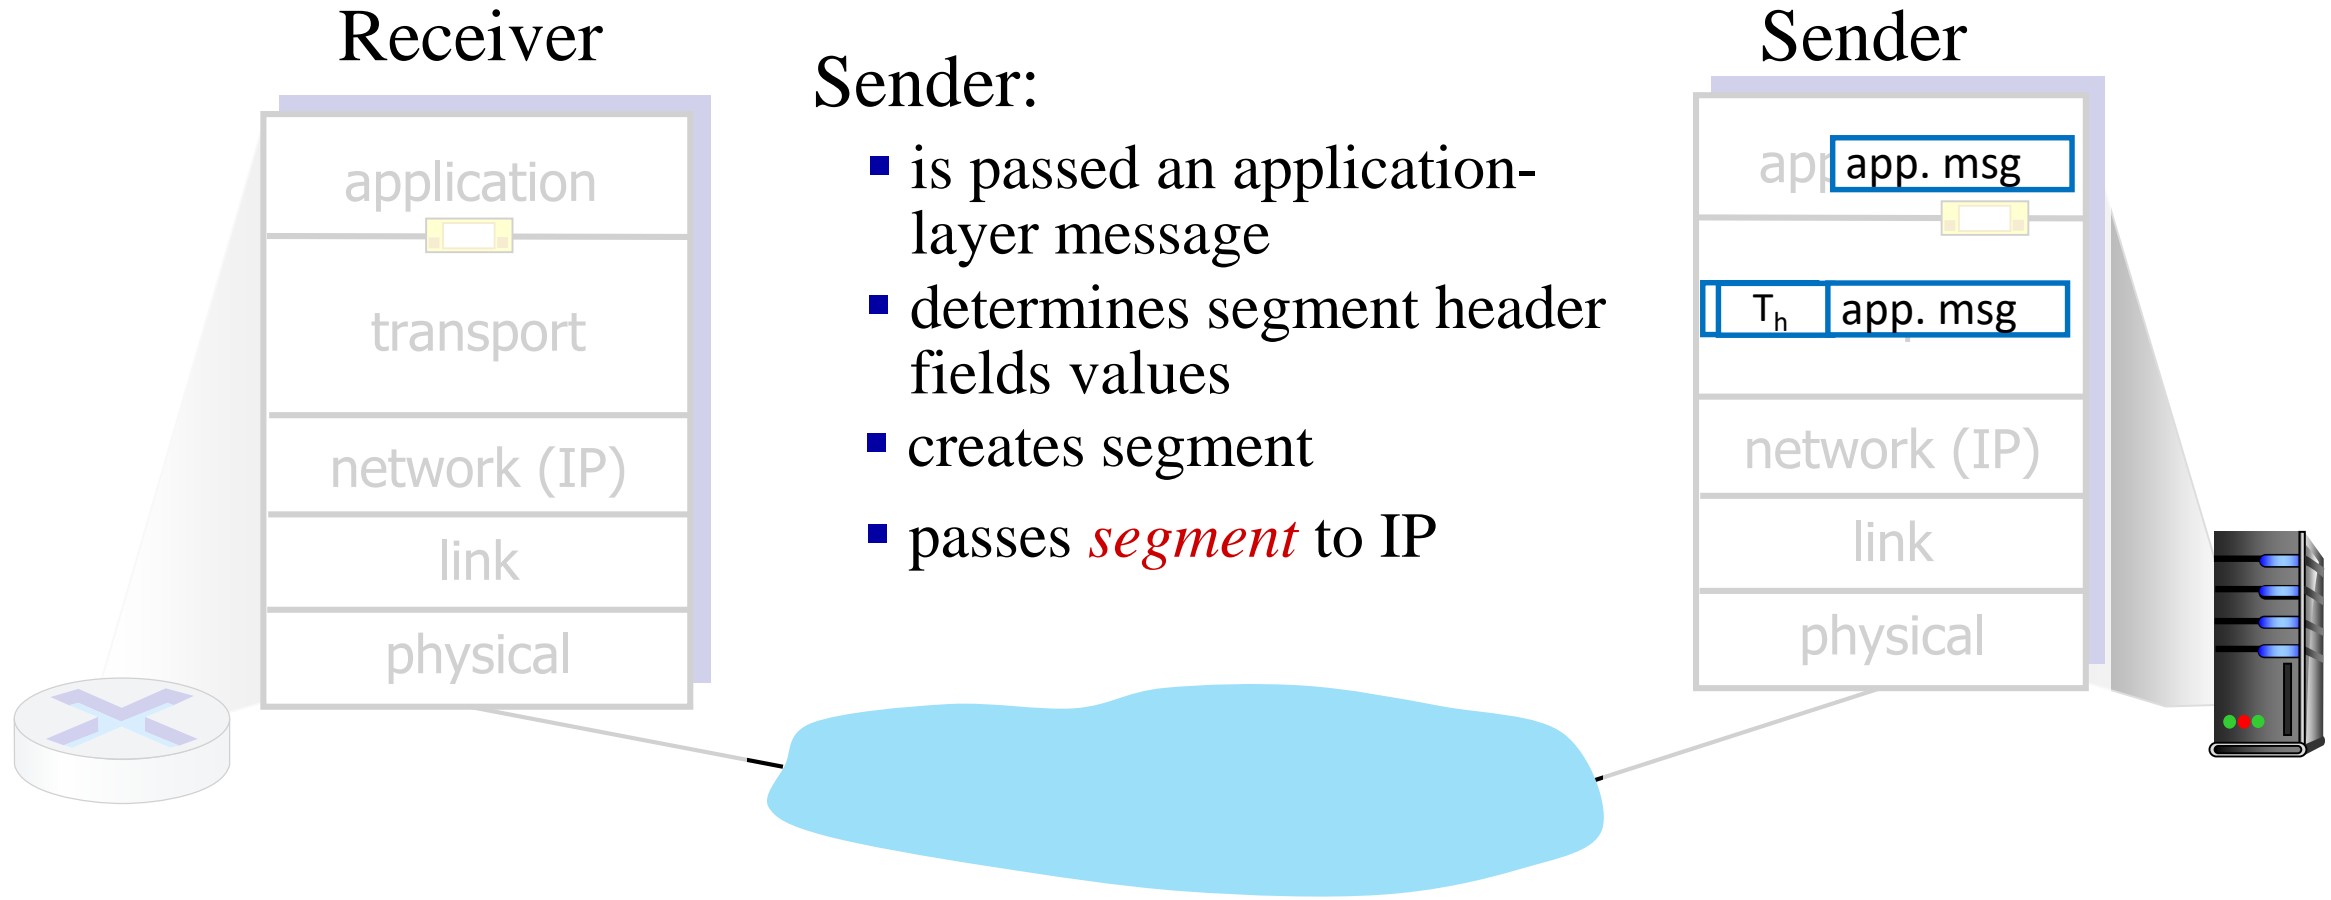 Receiver
application
transport
network (IP)
link
physical
Sender:
is passed an application-
layer message
determines segment header
fields values
creates segment
passes segment to IP
Sender
app. msg
Th app. msg
network (IP)
link
physical